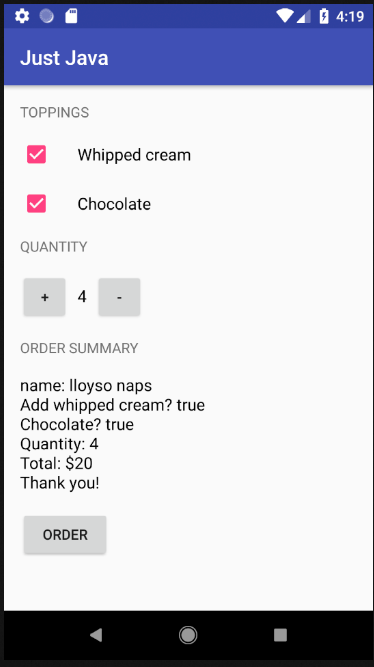 4:19
Just Java
TOPPINGS
Whipped cream
Chocolate
QUANTITY
+ 4 -
ORDER SUMMARY
name: lloyso naps
Add whipped cream? true
Chocolate? true
Quantity: 4
Total: $20
Thank you!
ORDER